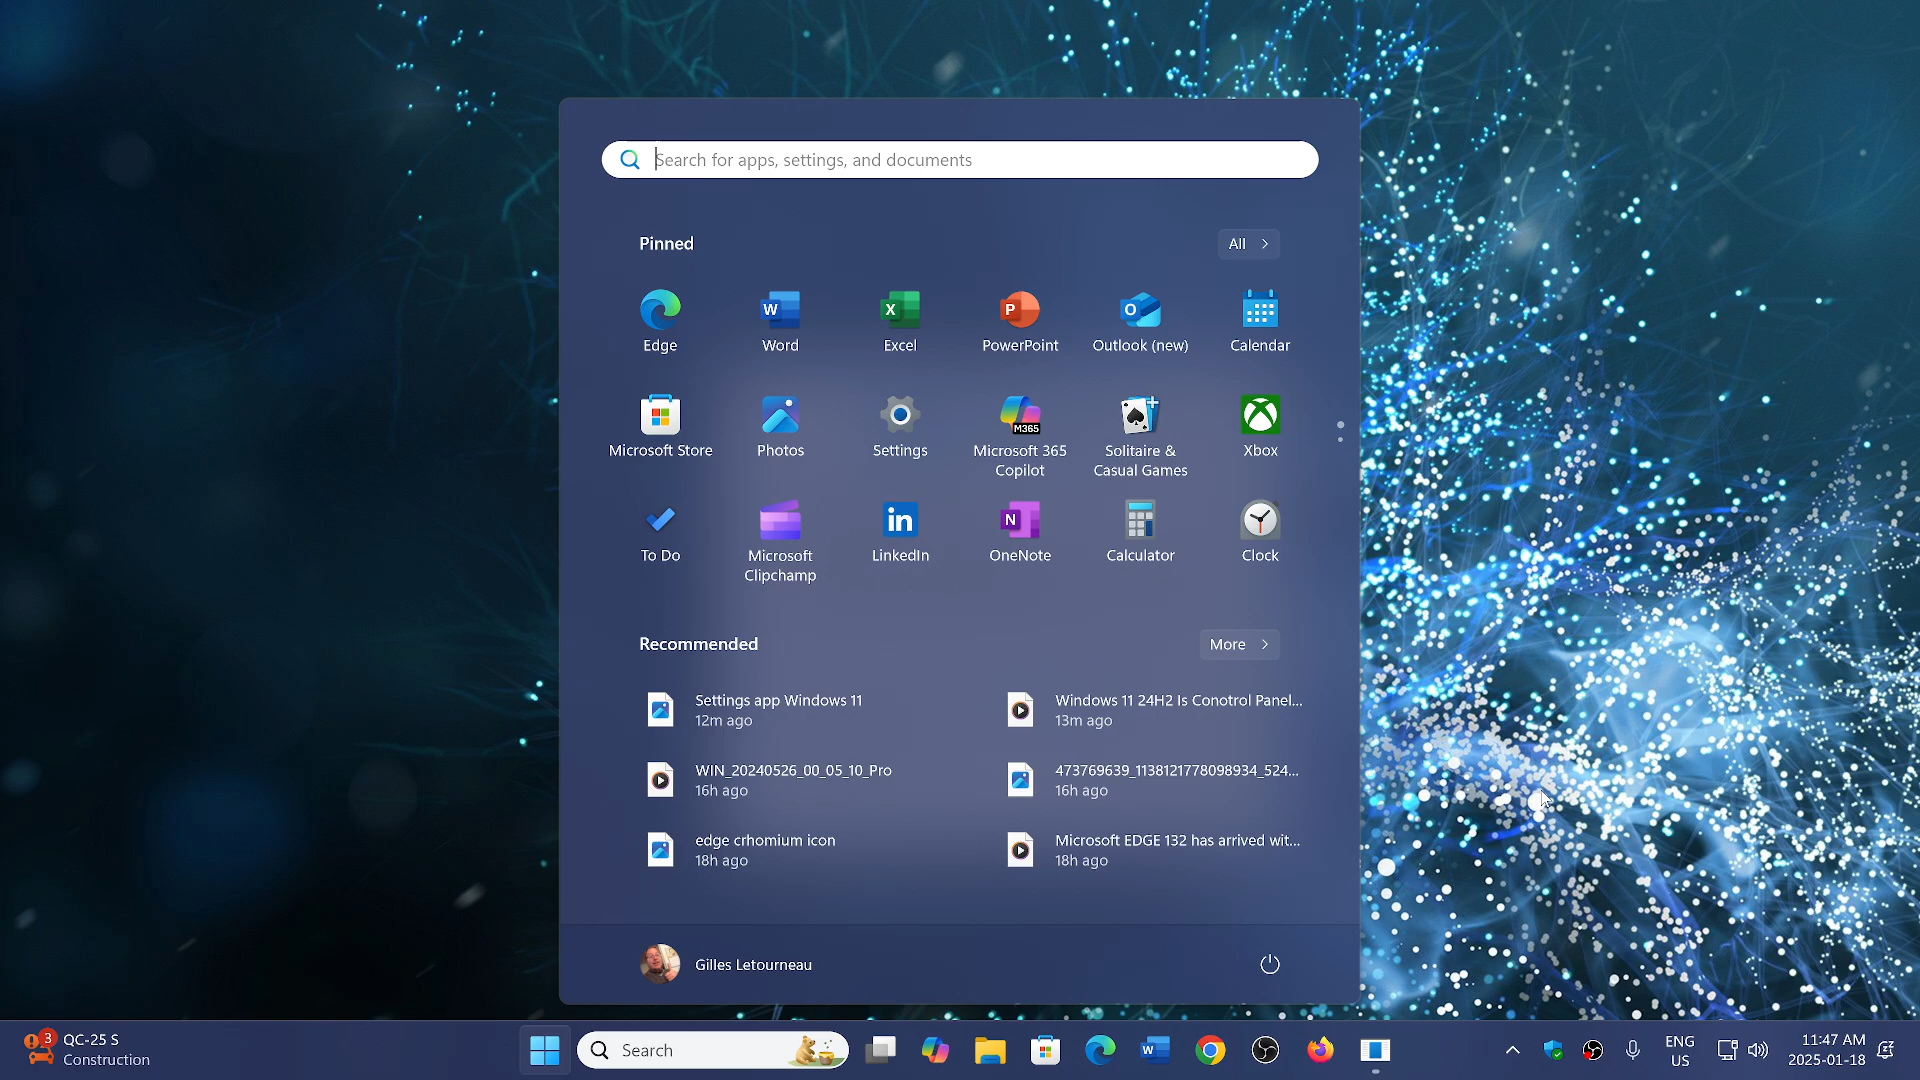 Search for apps, settings, and documents
Pinned
All
Edge
Word
Excel
PowerPoint
Outlook (new)
Calendar
Microsoft Store
Photos
Settings
M365
Microsoft 365
Copilot
Solitaire &
Casual Games
Xbox
To Do
Microsoft
Clipchamp
LinkedIn
OneNote
Calculator
Clock
Recommended
More
Settings app Windows 11
12m ago
Windows 11 24H2 Is Conotrol Panel...
13m ago
WIN_20240526_00_05_10_Pro
16h ago
473769639_1138121778098934_524...
16h ago
edge crhomium icon
18h ago
Microsoft EDGE 132 has arrived wit...
18h ago
Gilles Letourneau
3
QC-25 S
Construction
Search
ENG
US
11:47 AM
2025-01-18